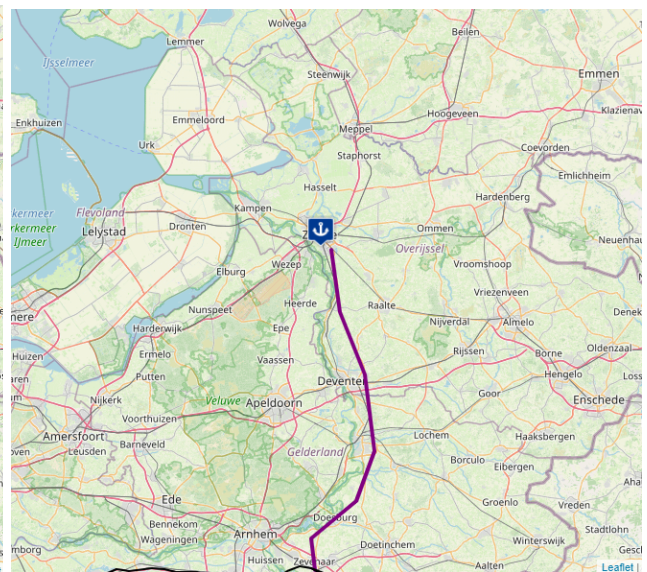 Wolvega
Beilen
Lemmer
IJsselmeer
Steenwijk
Emmen
Enkhuizen
Emmeloord
Hoogeveen
Meppel
Urk
Staphorst
Coevorden
Emlichheim
Hasselt
Hardenberg
Kampen
Flevoland
Dronten
Lelystad
Ommen
Overijssel
Elburg
Wezep
Vroomshoop
Heerde
Raalte
Vriezenveen
Nunspeet
Harderwijk
Epe
Nijverdal
Almelo
Huizen
Ermelo
Vaassen
Rijssen
Borne
Oldenzaal
Putten
Hengelo
Deventer
Nijkerk
Veluwe
Apeldoorn
Goor
Enschede
Voorthuizen
Amersfoort
Barneveld
Leusden
Gelderland
Lochem
Haaksbergen
Borculo
Eibergen
Ede
Groenlo
Vreden
Bennekom
Wageningen
Arnhem
Doesburg
Stadtlohn
Huissen
Zevenaar
Doetinchem
Winterswijk
Aalten
Leaflet |